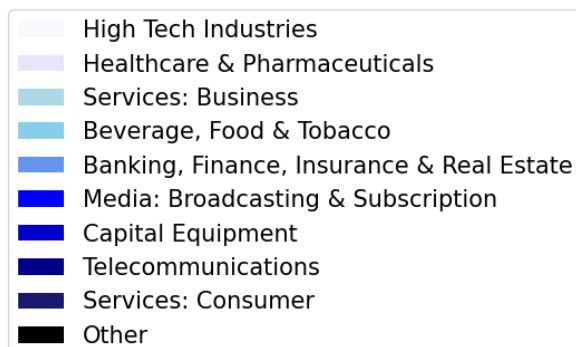 High Tech Industries
Healthcare & Pharmaceuticals
Services: Business
Beverage, Food & Tobacco
Banking, Finance, Insurance & Real Estate
Media: Broadcasting & Subscription
Capital Equipment
Telecommunications
Services: Consumer
Other